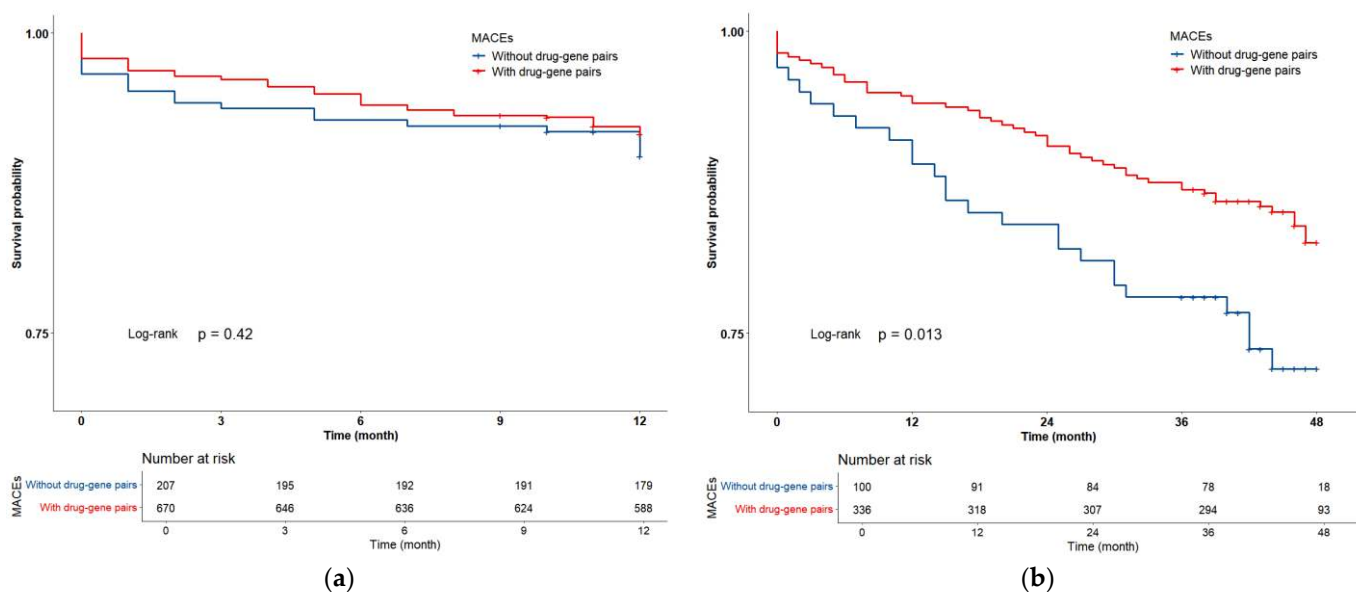 1.00
MACEs
Without drug-gene pairs
With drug-gene pairs
Survival probability
0.75
Log-rank p = 0.42
0 3 6 9 12
Time (month)
Number at risk
MACEs
Without drug-gene pairs 207 195 192 191 179
With drug-gene pairs 670 646 636 624 588
0 3 6 9 12
Time (month)
(a)
1.00
MACEs
Without drug-gene pairs
With drug-gene pairs
Survival probability
0.75
Log-rank p = 0.013
0 12 24 36 48
Time (month)
Number at risk
MACEs
Without drug-gene pairs 100 91 84 78 18
With drug-gene pairs 336 318 307 294 93
0 12 24 36 48
Time (month)
(b)